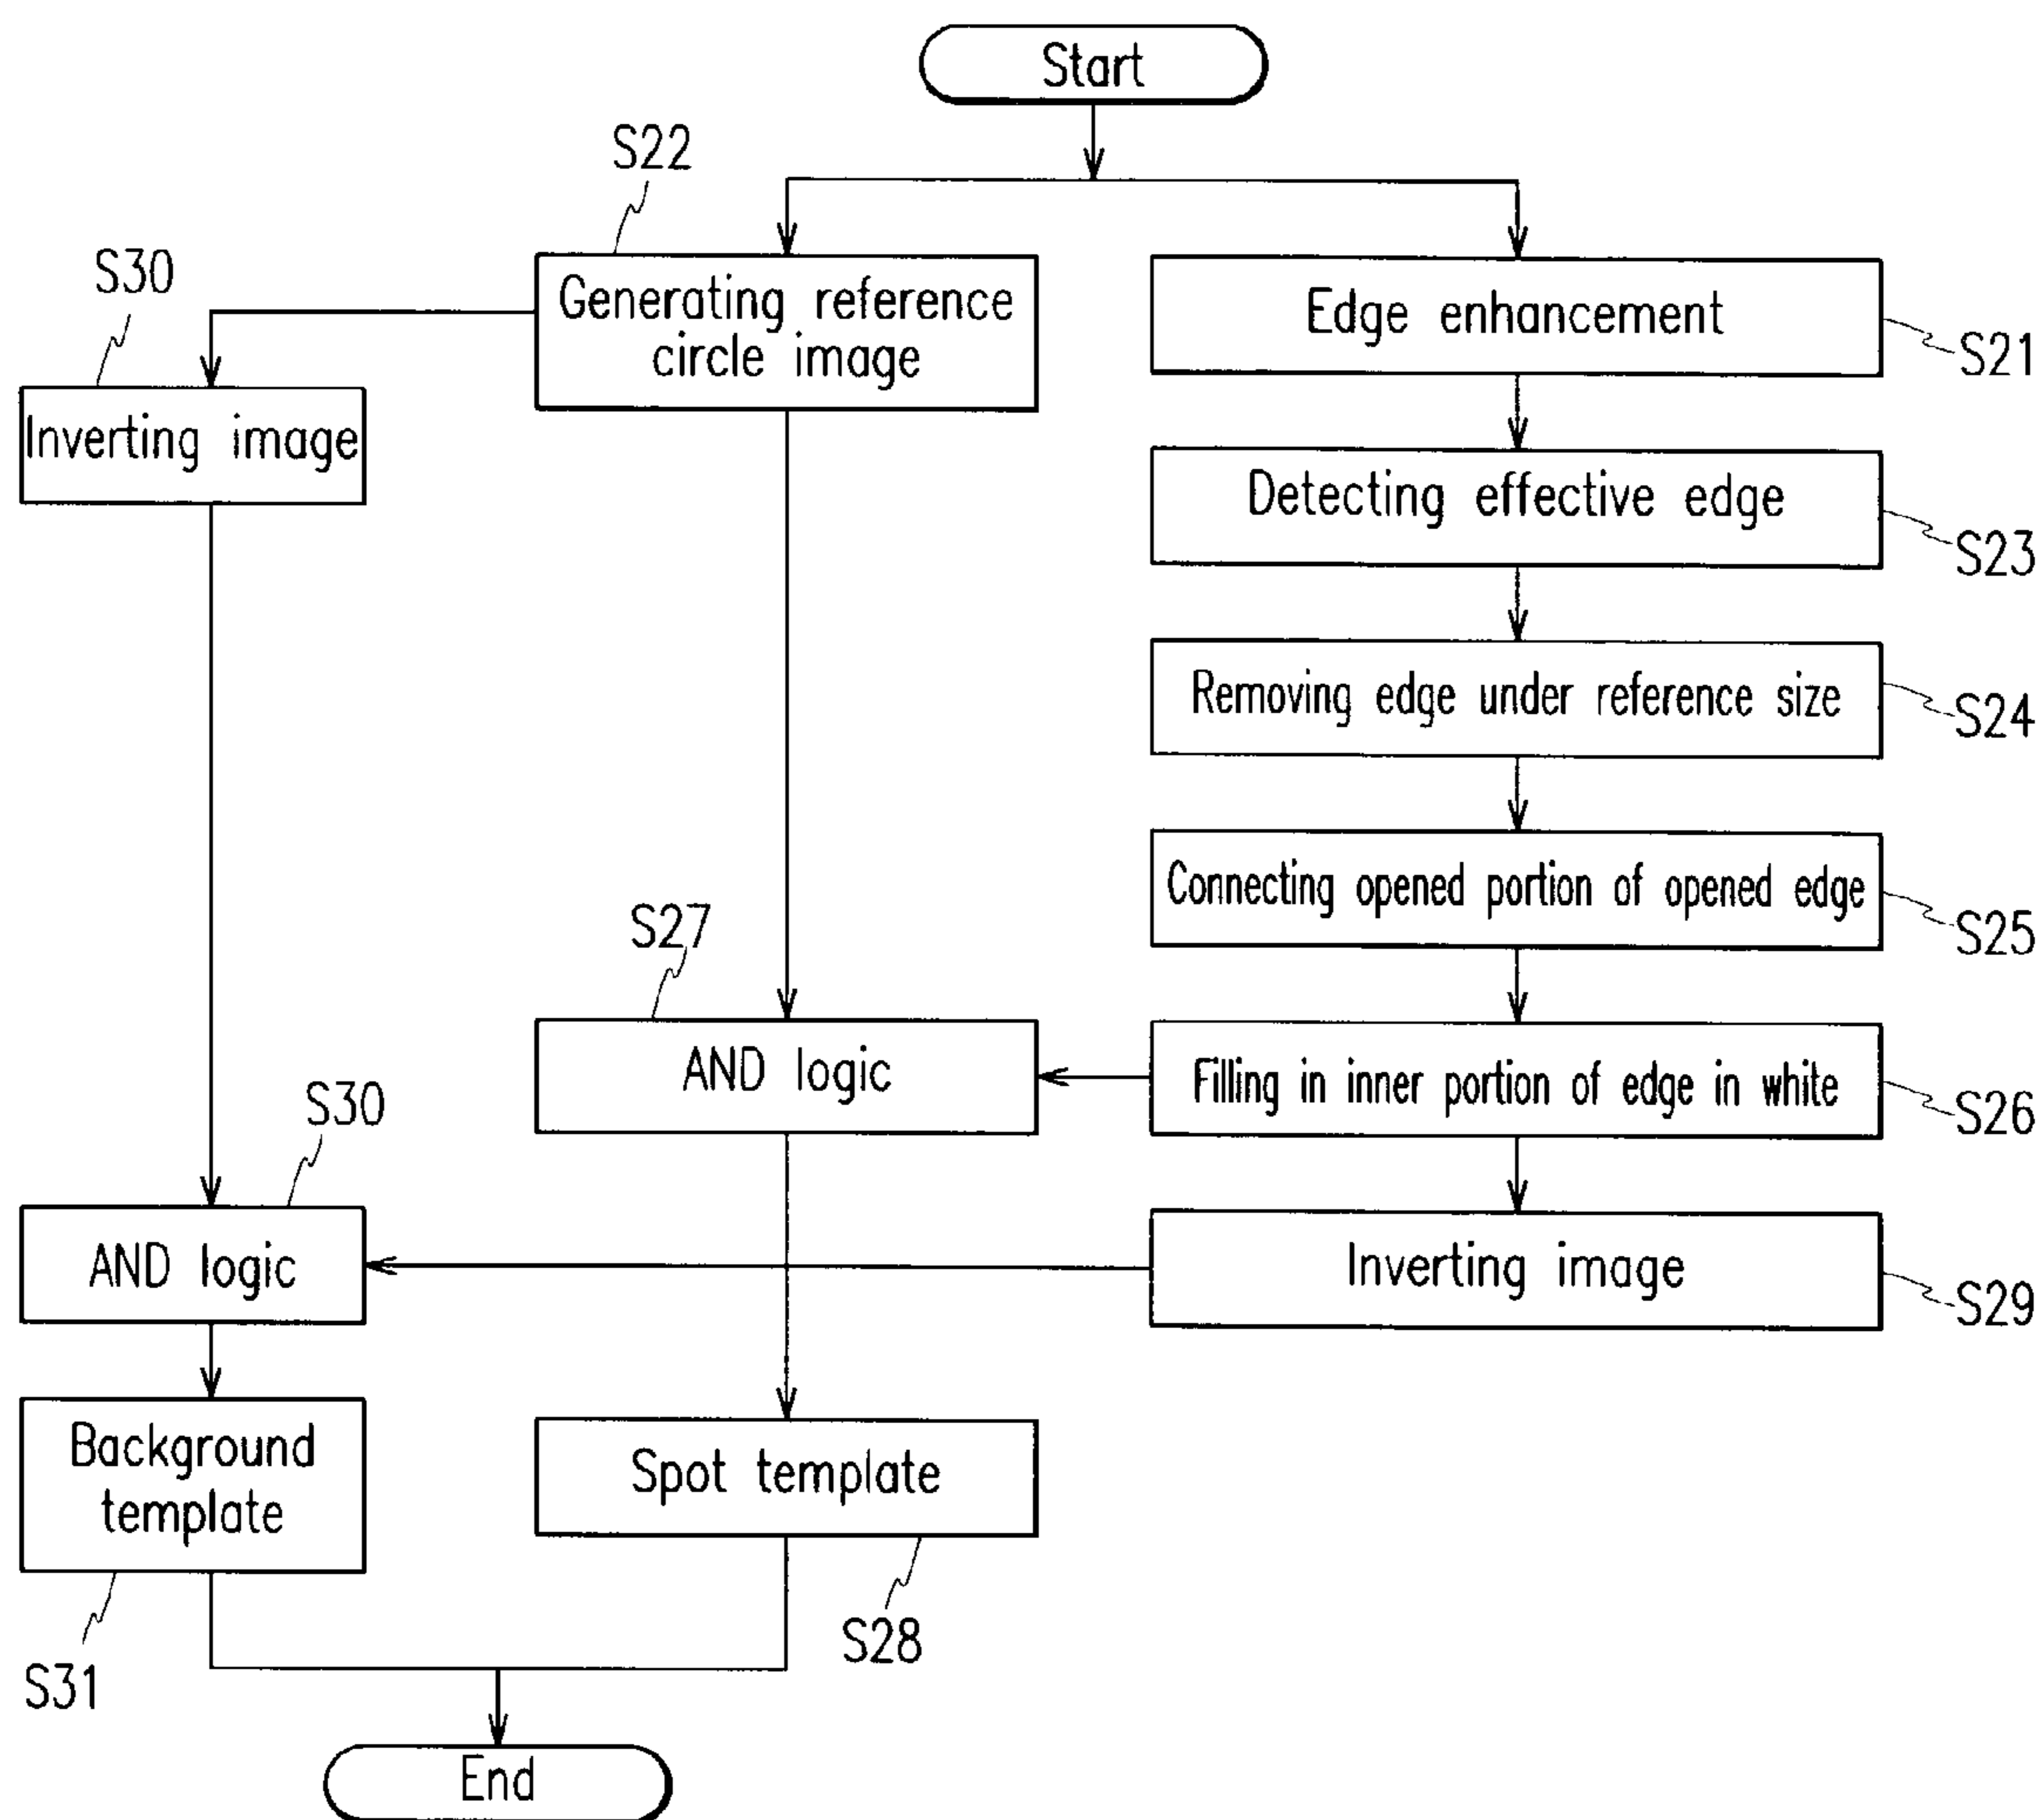 Start
S22
S30
Generating reference
circle image
Edge enhancement
S21
Inverting image
Detecting effective edge
S23
Removing edge under reference size
S24
Connecting opened portion of opened edge
S25
S27
AND logic
Filling in inner portion of edge in white
S26
S30
AND logic
Inverting image
S29
Background
template
Spot template
S28
S31
End